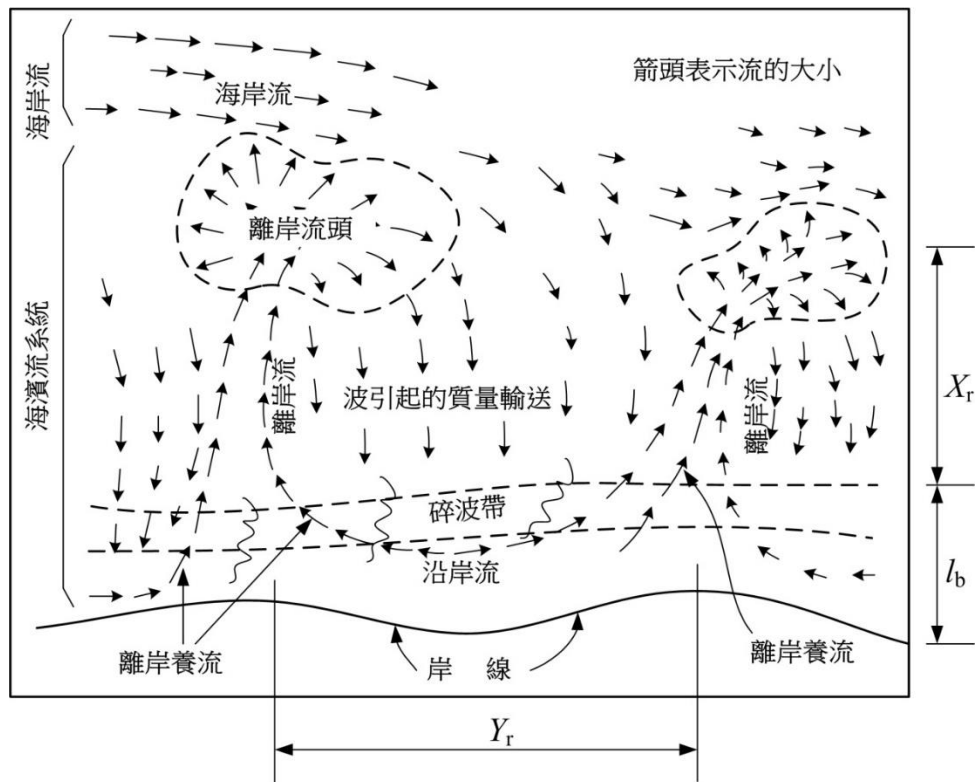 箭頭表示流的大小
海岸流
海岸流
離岸流頭
海濱流系統
離岸流
波引起的質量輸送
離岸流
X_r
碎波帶
沿岸流
l_b
離岸養流
岸 線
離岸養流
Y_r